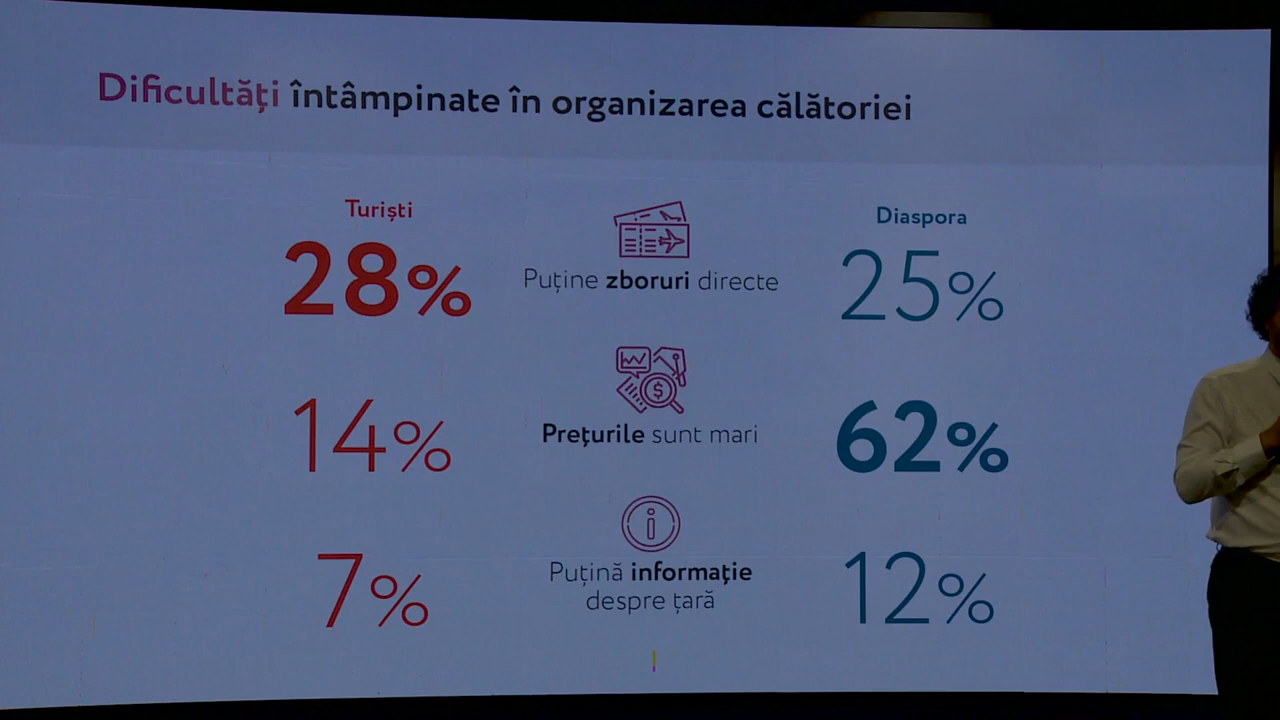 Dificultăți întâmpinate în organizarea călătoriei
Turiști
Diaspora
28%
Puține zboruri directe
25%
14%
Prețurile sunt mari
62%
7%
Puțină informație
despre țară
12%